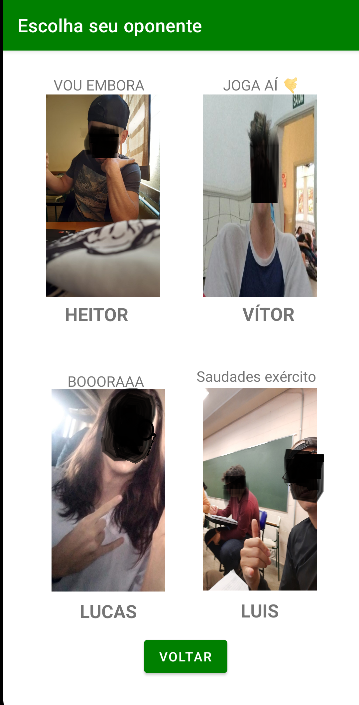 Escolha seu oponente
VOU EMBORA
JOGA AÍ 🤏
HEITOR
VÍTOR
BOOORAAA
Saudades exército
LUCAS
LUIS
VOLTAR